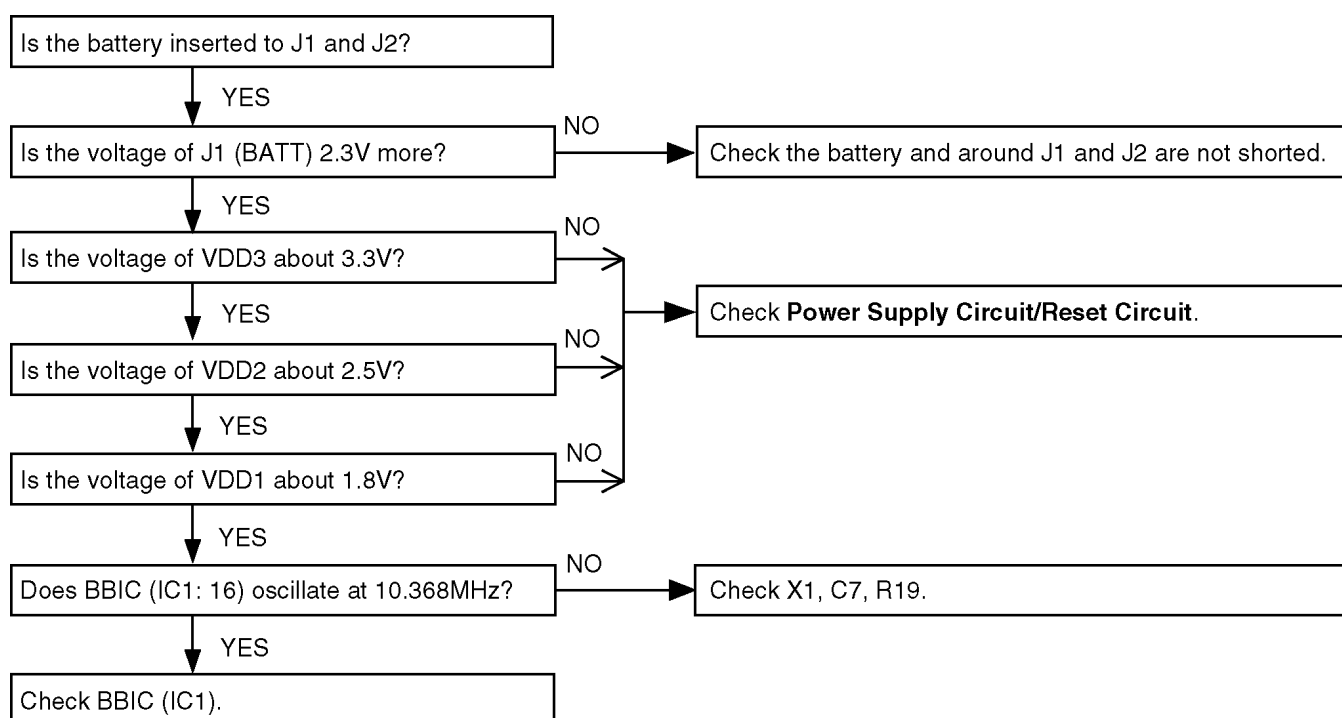 Is the battery inserted to J1 and J2?
YES
Is the voltage of J1 (BATT) 2.3V more?
NO
Check the battery and around J1 and J2 are not shorted.
YES
Is the voltage of VDD3 about 3.3V?
NO
YES
Check Power Supply Circuit/Reset Circuit.
Is the voltage of VDD2 about 2.5V?
NO
YES
Is the voltage of VDD1 about 1.8V?
NO
YES
Does BBIC (IC1: 16) oscillate at 10.368MHz?
NO
Check X1, C7, R19.
YES
Check BBIC (IC1).